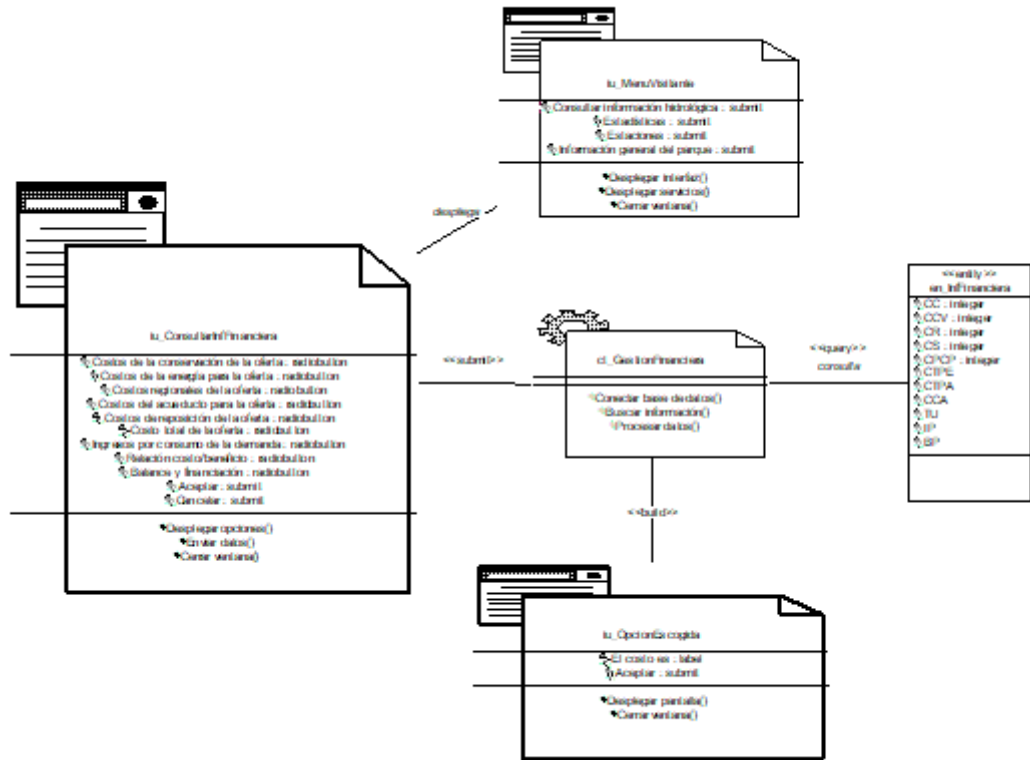 iu_MenuVisitante
Consultar información hidrológica : submit
Estadísticas : submit
Estaciones : submit
Información general del parque : submit
Desplegar interfaz()
Desplegar servicios()
Cerrar ventana()
despliega
iu_ConsultarInfFinanciera
Costos de la conservación de la oferta : radiobutton
Costos de la energía para la oferta : radiobutton
Costos regionales de la oferta : radiobutton
Costos del acueducto para la oferta : radiobutton
Costos de reposición de la oferta : radiobutton
Costo total de la oferta : radiobutton
Ingresos por consumo de la demanda : radiobutton
Relación costo/beneficio : radiobutton
Balance y financiación : radiobutton
Aceptar : submit
Cancelar : submit
Desplegar opciones()
Enviar datos()
Cerrar ventana()
<<submit>>
ct_GestionFinanciera
Conectar base de datos()
Buscar información()
Procesar datos()
<<query>>
consulta
<<entity>>
en_InfFinanciera
CC : integer
CCV : integer
CR : integer
CS : integer
CPCP : integer
CTPE
CTPA
CCA
TU
IP
BP
<<build>>
iu_OpcionEscogida
El costo es : label
Aceptar : submit
Desplegar pantalla()
Cerrar ventana()